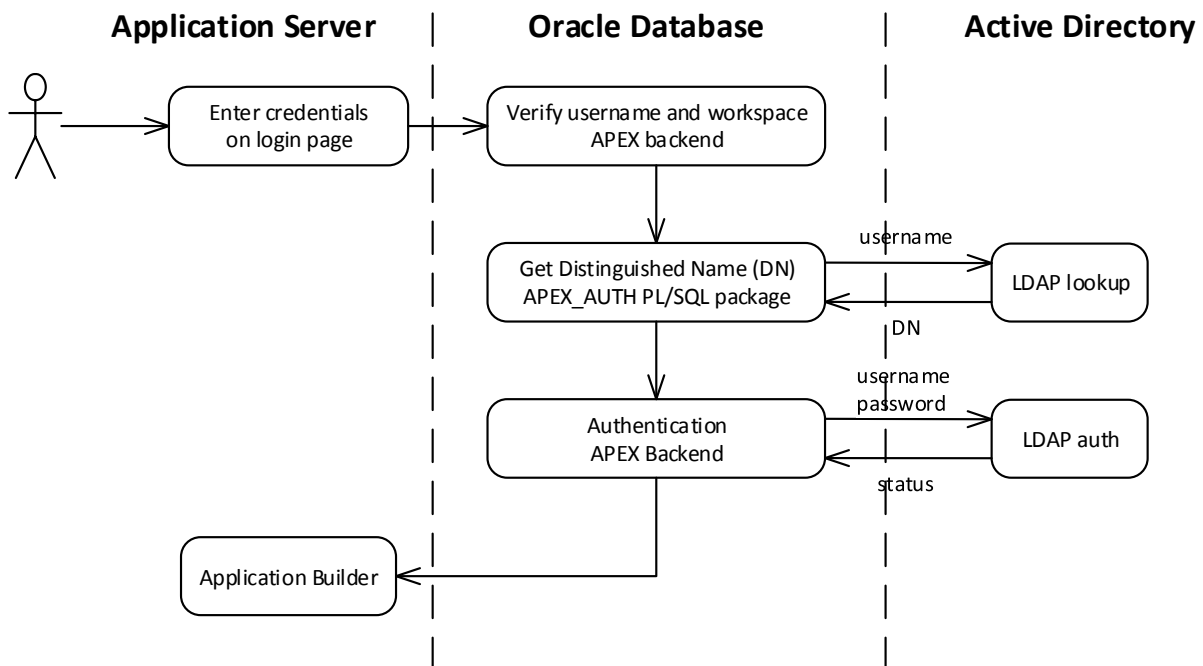 Application Server
Oracle Database
Active Directory
Enter credentials
on login page
Verify username and workspace
APEX backend
username
Get Distinguished Name (DN)
APEX_AUTH PL/SQL package
LDAP lookup
DN
username
password
Authentication
APEX Backend
LDAP auth
status
Application Builder